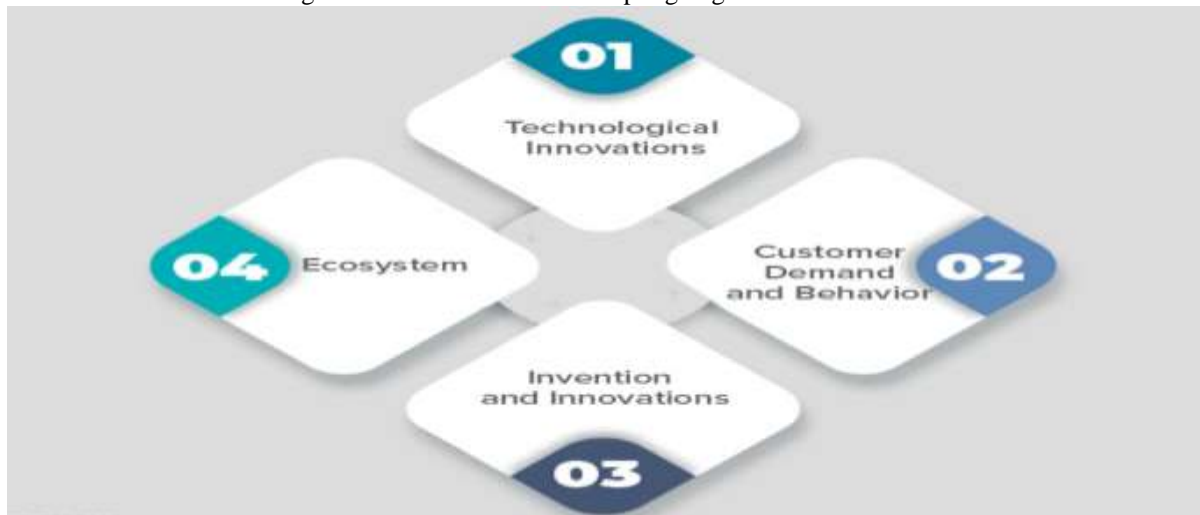 01
Technological
Innovations
Customer
Demand
and Behavior
02
Invention
and Innovations
03
04
Ecosystem